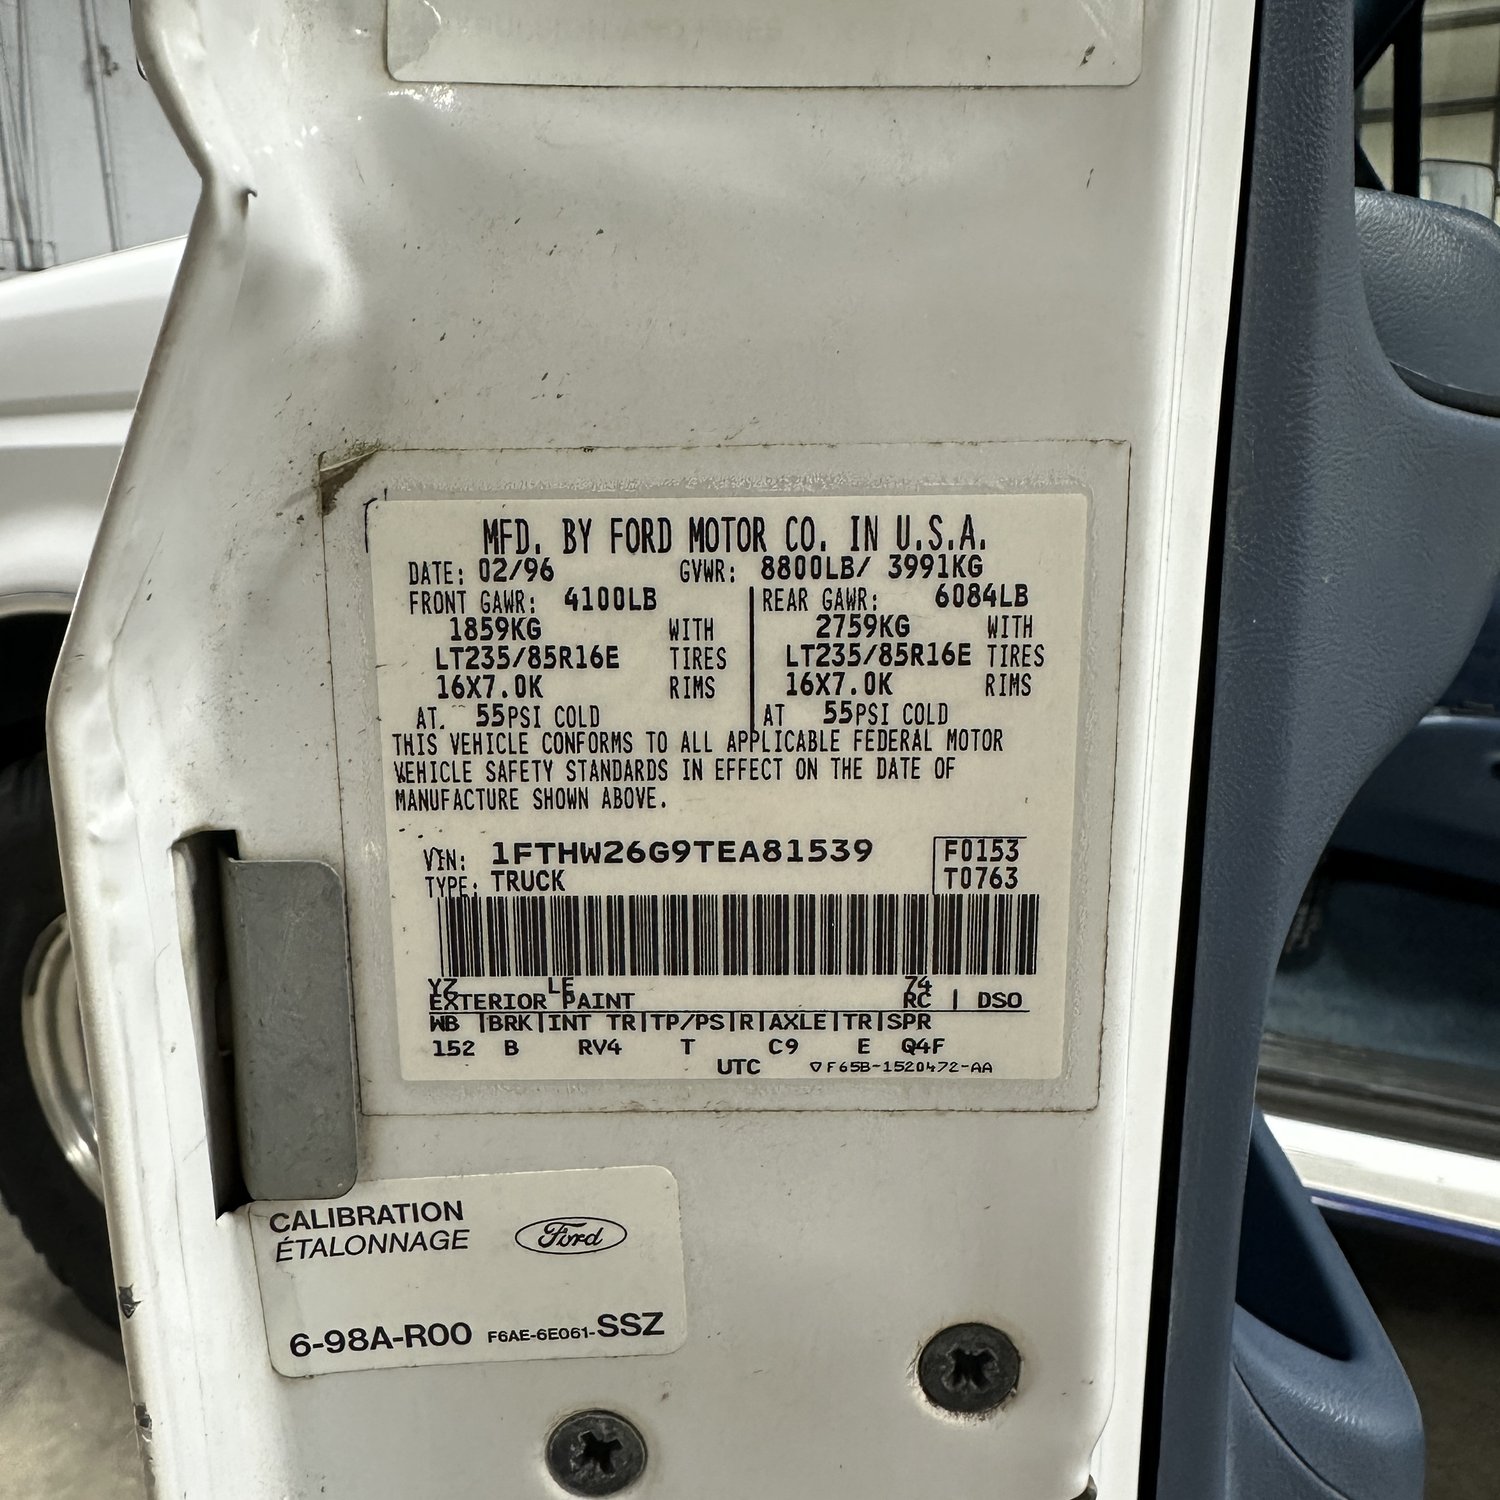 MFD. BY FORD MOTOR CO. IN U.S.A.
DATE: 02/96 GVWR: 8800LB/ 3991KG
FRONT GAWR: 4100LB REAR GAWR: 6084LB
1859KG WITH 2759KG WITH
LT235/85R16E TIRES LT235/85R16E TIRES
16X7.0K RIMS 16X7.0K RIMS
AT. 55PSI COLD AT 55PSI COLD
THIS VEHICLE CONFORMS TO ALL APPLICABLE FEDERAL MOTOR
VEHICLE SAFETY STANDARDS IN EFFECT ON THE DATE OF
MANUFACTURE SHOWN ABOVE.
VIN: 1FTHW26G9TEA81539 F0153
TYPE: TRUCK T0763
YZ LE 74
EXTERIOR PAINT RC | DSO
WB |BRK|INT TR|TP/PS|R|AXLE|TR|SPR
152 B RV4 T C9 E Q4F
UTC ▽F65B-1520472-AA
CALIBRATION
ÉTALONNAGE
Ford
6-98A-R00 F6AE-6E061-SSZ